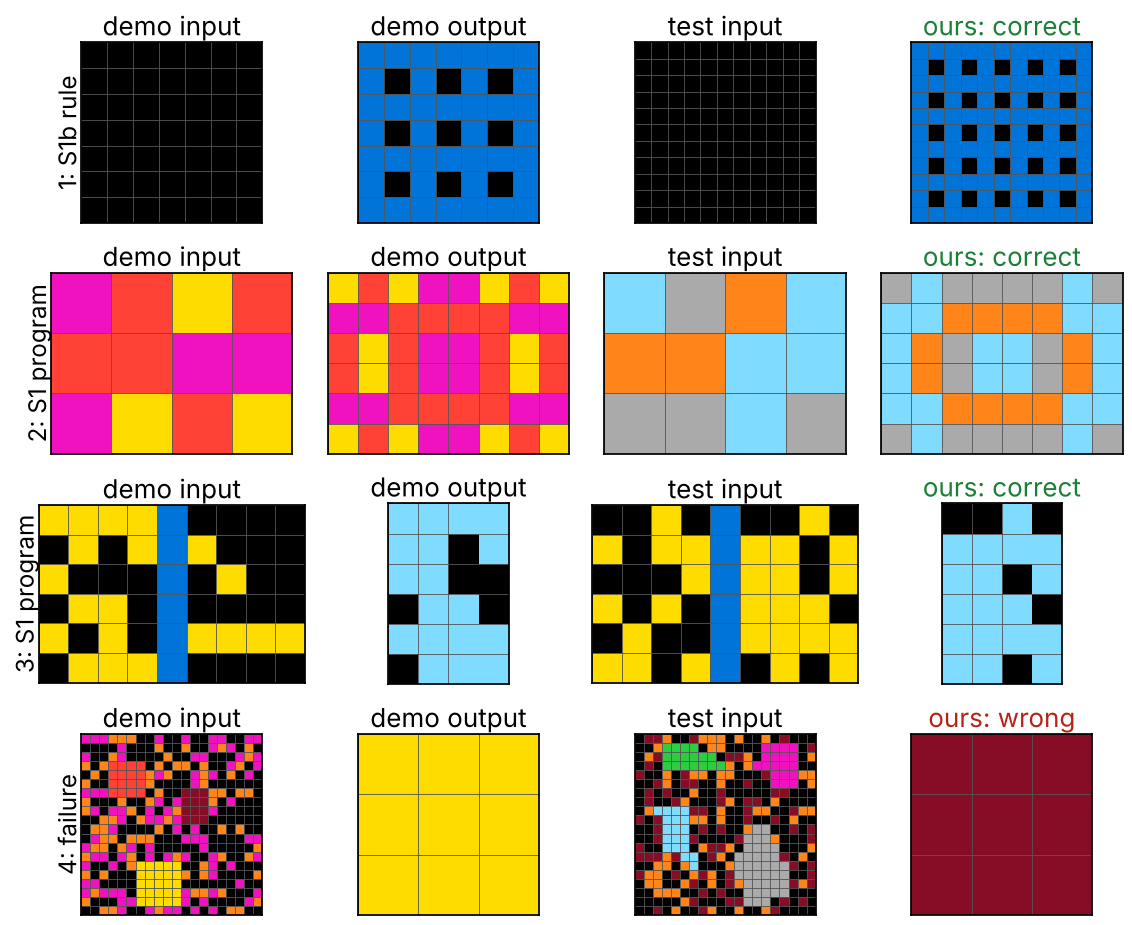 demo input demo output test input ours: correct
1: S1b rule
demo input demo output test input ours: correct
2: S1 program
demo input demo output test input ours: correct
3: S1 program
demo input demo output test input ours: wrong
4: failure